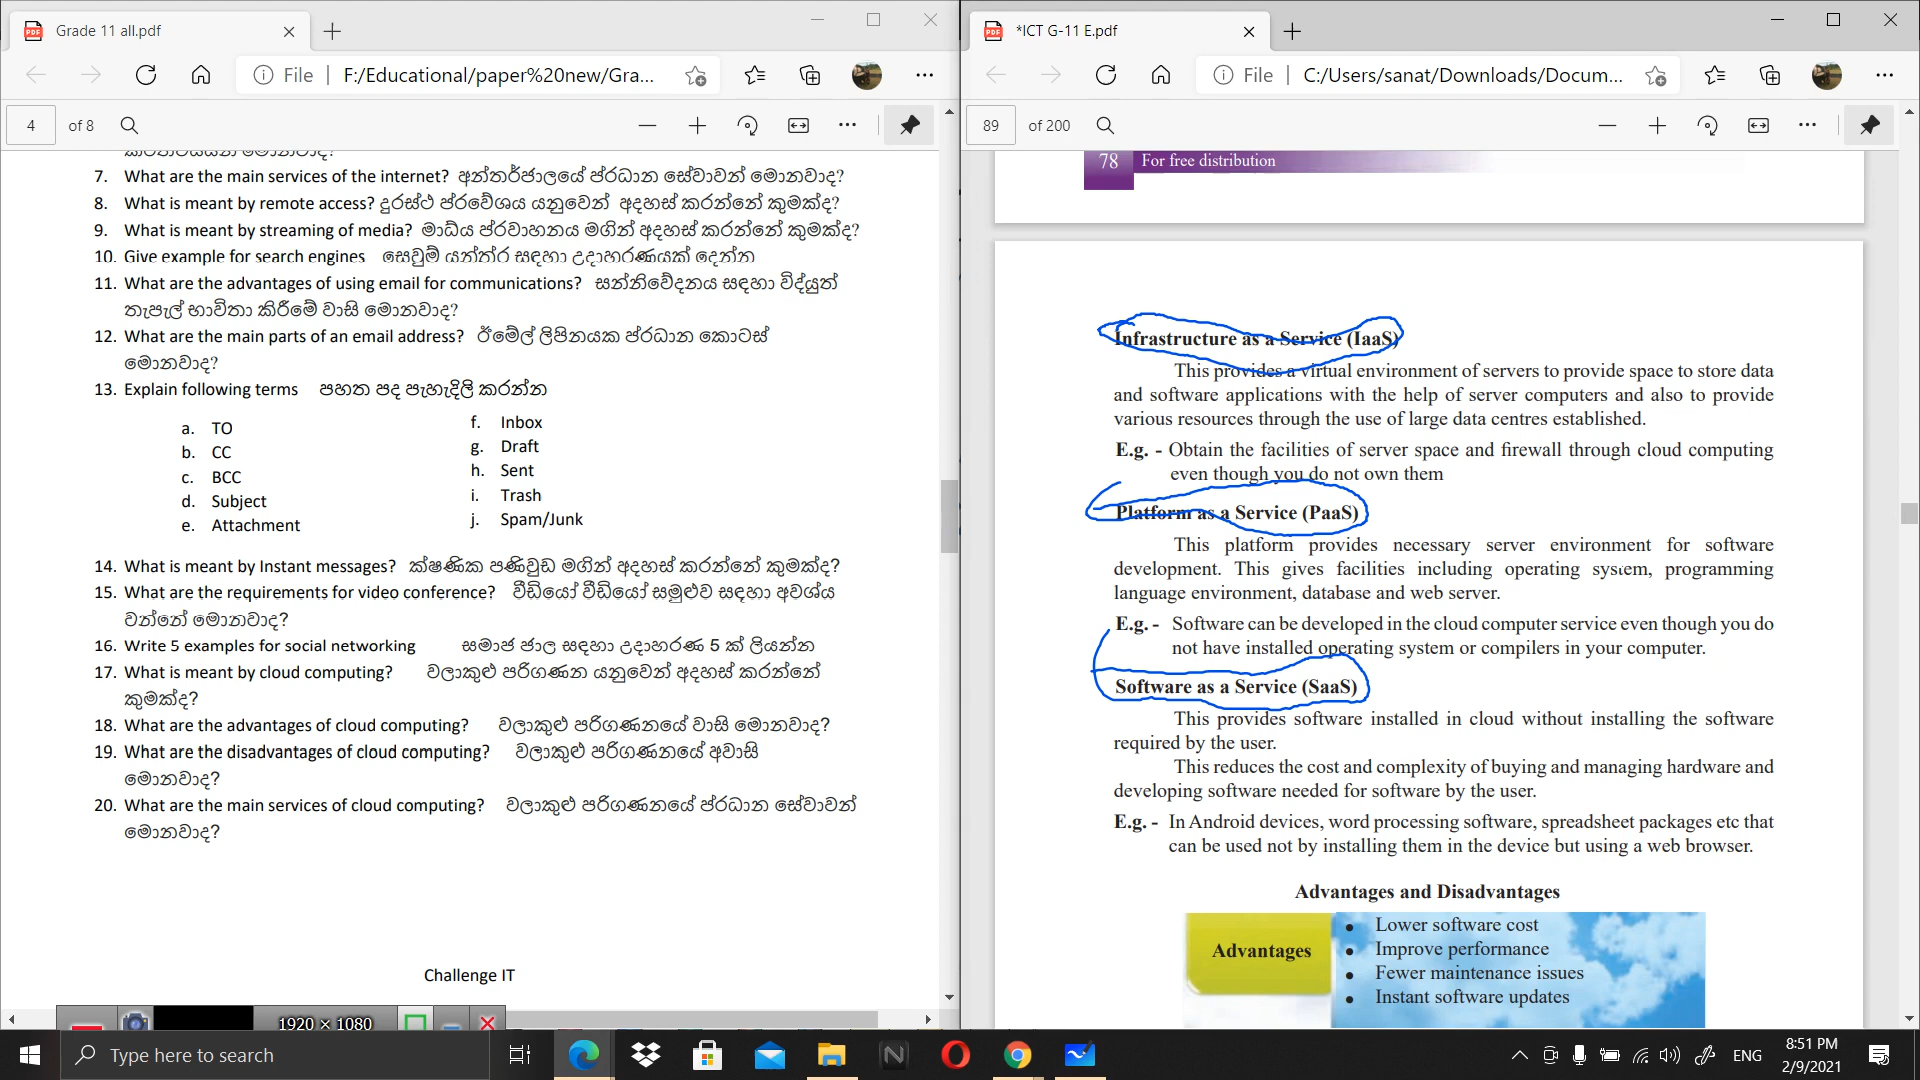 Grade 11 all.pdf
File
F:/Educational/paper%20new/Gra...
4 of 8
7. What are the main services of the internet? අන්තර්ජාලයේ ප්රධාන සේවාවන් මොනවාද?
8. What is meant by remote access? දුරස්ථ ප්රවේශය යනුවෙන් අදහස් කරන්නේ කුමක්ද?
9. What is meant by streaming of media? මාධ්ය ප්රවාහනය මගින් අදහස් කරන්නේ කුමක්ද?
10. Give example for search engines සෙවුම් යන්ත්ර සඳහා උදාහරණයක් දෙන්න
11. What are the advantages of using email for communications? සන්නිවේදනය සඳහා විද්යුත්
තැපැල් භාවිතා කිරීමේ වාසි මොනවාද?
12. What are the main parts of an email address? ඊමේල් ලිපිනයක ප්රධාන කොටස්
මොනවාද?
13. Explain following terms පහත පද පැහැදිලි කරන්න
a. TO
b. CC
c. BCC
d. Subject
e. Attachment
f. Inbox
g. Draft
h. Sent
i. Trash
j. Spam/Junk
14. What is meant by Instant messages? ක්ෂණික පණිවුඩ මගින් අදහස් කරන්නේ කුමක්ද?
15. What are the requirements for video conference? වීඩියෝ වීඩියෝ සමුළුව සඳහා අවශ්ය
වන්නේ මොනවාද?
16. Write 5 examples for social networking සමාජ ජාල සඳහා උදාහරණ 5 ක් ලියන්න
17. What is meant by cloud computing? වලාකුළු පරිගණන යනුවෙන් අදහස් කරන්නේ
කුමක්ද?
18. What are the advantages of cloud computing? වලාකුළු පරිගණනයේ වාසි මොනවාද?
19. What are the disadvantages of cloud computing? වලාකුළු පරිගණනයේ අවාසි
මොනවාද?
20. What are the main services of cloud computing? වලාකුළු පරිගණනයේ ප්රධාන සේවාවන්
මොනවාද?
Challenge IT
1920 × 1080
*ICT G-11 E.pdf
File
C:/Users/sanat/Downloads/Docum...
89 of 200
78 For free distribution
Infrastructure as a Service (IaaS)
This provides a virtual environment of servers to provide space to store data
and software applications with the help of server computers and also to provide
various resources through the use of large data centres established.
E.g. - Obtain the facilities of server space and firewall through cloud computing
even though you do not own them
Platform as a Service (PaaS)
This platform provides necessary server environment for software
development. This gives facilities including operating system, programming
language environment, database and web server.
E.g. - Software can be developed in the cloud computer service even though you do
not have installed operating system or compilers in your computer.
Software as a Service (SaaS)
This provides software installed in cloud without installing the software
required by the user.
This reduces the cost and complexity of buying and managing hardware and
developing software needed for software by the user.
E.g. - In Android devices, word processing software, spreadsheet packages etc that
can be used not by installing them in the device but using a web browser.
Advantages and Disadvantages
Advantages
• Lower software cost
• Improve performance
• Fewer maintenance issues
• Instant software updates
Type here to search
ENG
8:51 PM
2/9/2021